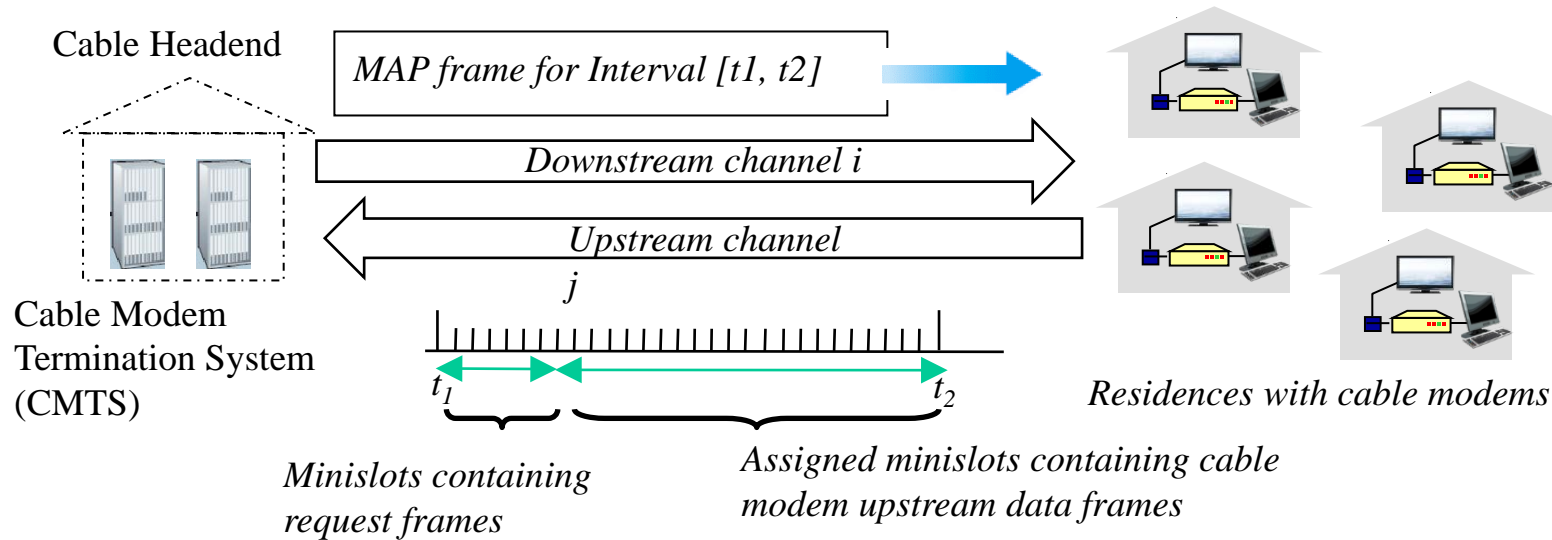 Cable Headend
MAP frame for Interval [t1, t2]
Downstream channel i
Upstream channel
j
Cable Modem
Termination System
(CMTS)
t1
t2
Residences with cable modems
Minislots containing
request frames
Assigned minislots containing cable
modem upstream data frames